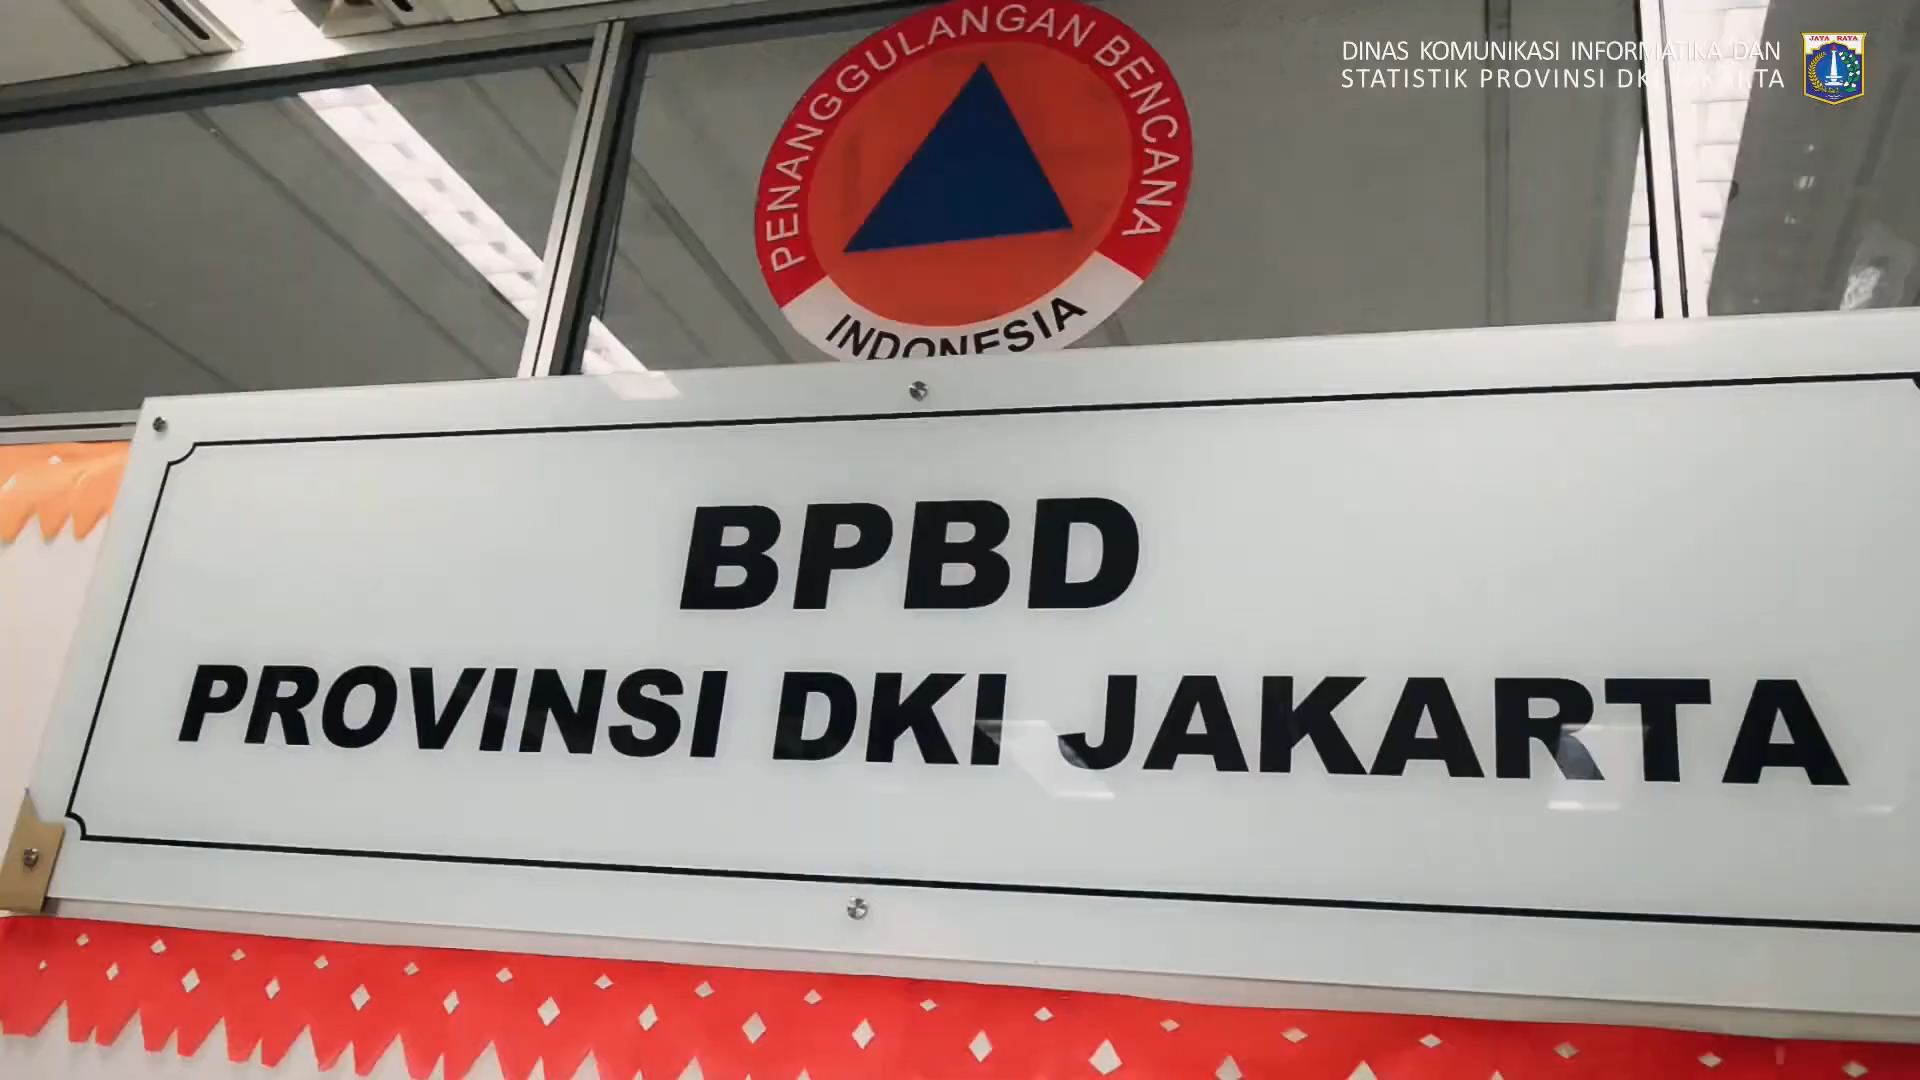 DINAS KOMUNIKASI INFORMATIKA DAN
STATISTIK PROVINSI DKI JAKARTA
JAYA RAYA
PENANGGULANGAN BENCANA
INDONESIA
BPBD
PROVINSI DKI JAKARTA